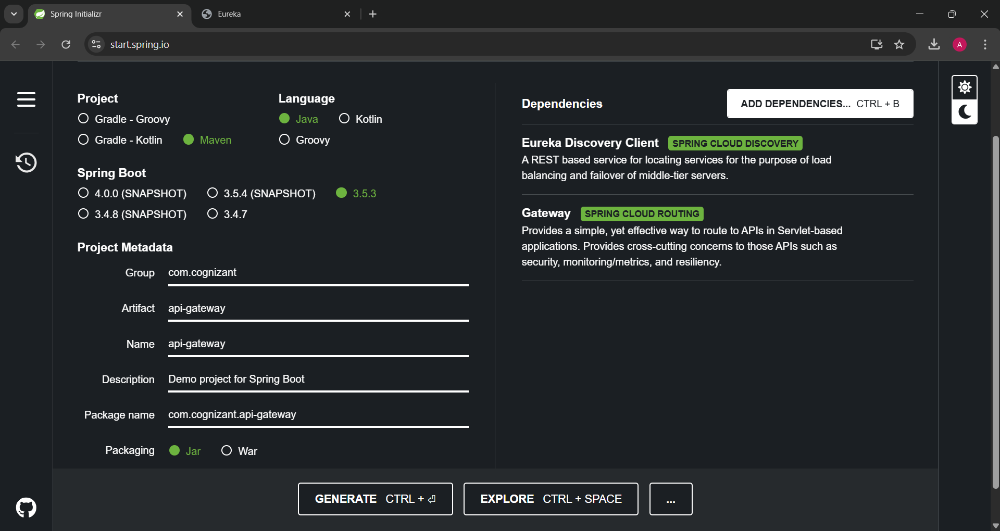 Spring Initializr
Eureka
start.spring.io
A
Project
Gradle - Groovy
Gradle - Kotlin Maven
Language
Java Kotlin
Groovy
Spring Boot
4.0.0 (SNAPSHOT) 3.5.4 (SNAPSHOT) 3.5.3
3.4.8 (SNAPSHOT) 3.4.7
Project Metadata
Group com.cognizant
Artifact api-gateway
Name api-gateway
Description Demo project for Spring Boot
Package name com.cognizant.api-gateway
Packaging Jar War
Dependencies
ADD DEPENDENCIES... CTRL + B
Eureka Discovery Client SPRING CLOUD DISCOVERY
A REST based service for locating services for the purpose of load
balancing and failover of middle-tier servers.
Gateway SPRING CLOUD ROUTING
Provides a simple, yet effective way to route to APIs in Servlet-based
applications. Provides cross-cutting concerns to those APIs such as
security, monitoring/metrics, and resiliency.
GENERATE CTRL + ⏎
EXPLORE CTRL + SPACE
...